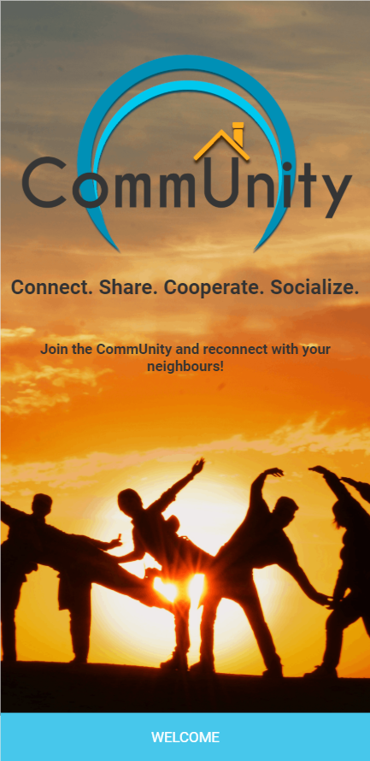 CommUnity
Connect. Share. Cooperate. Socialize.
Join the CommUnity and reconnect with your
neighbours!
WELCOME